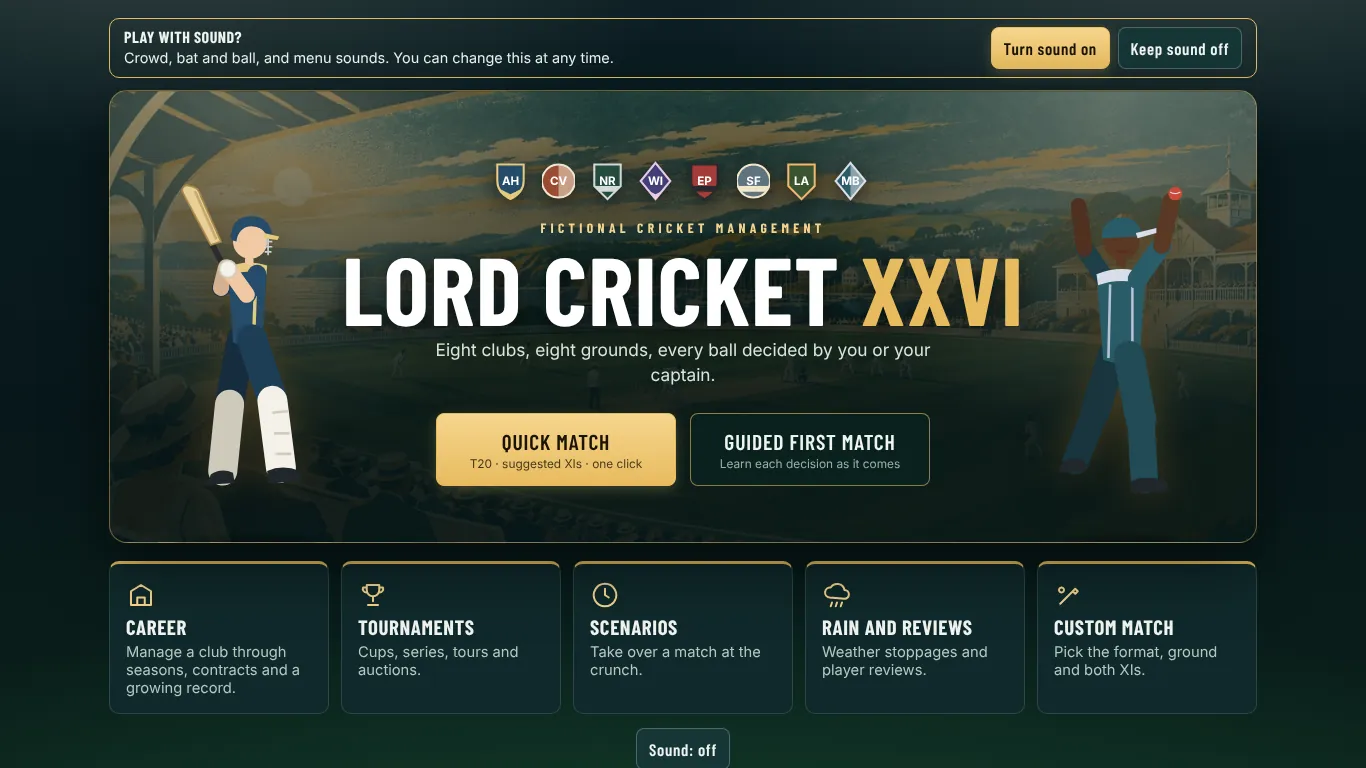 PLAY WITH SOUND?
Crowd, bat and ball, and menu sounds. You can change this at any time.
Turn sound on
Keep sound off
AH CV NR WI EP SF LA MB
FICTIONAL CRICKET MANAGEMENT
LORD CRICKET XXVI
Eight clubs, eight grounds, every ball decided by you or your
captain.
QUICK MATCH
T20 · suggested XIs · one click
GUIDED FIRST MATCH
Learn each decision as it comes
CAREER
Manage a club through
seasons, contracts and a
growing record.
TOURNAMENTS
Cups, series, tours and
auctions.
SCENARIOS
Take over a match at the
crunch.
RAIN AND REVIEWS
Weather stoppages and
player reviews.
CUSTOM MATCH
Pick the format, ground
and both XIs.
Sound: off